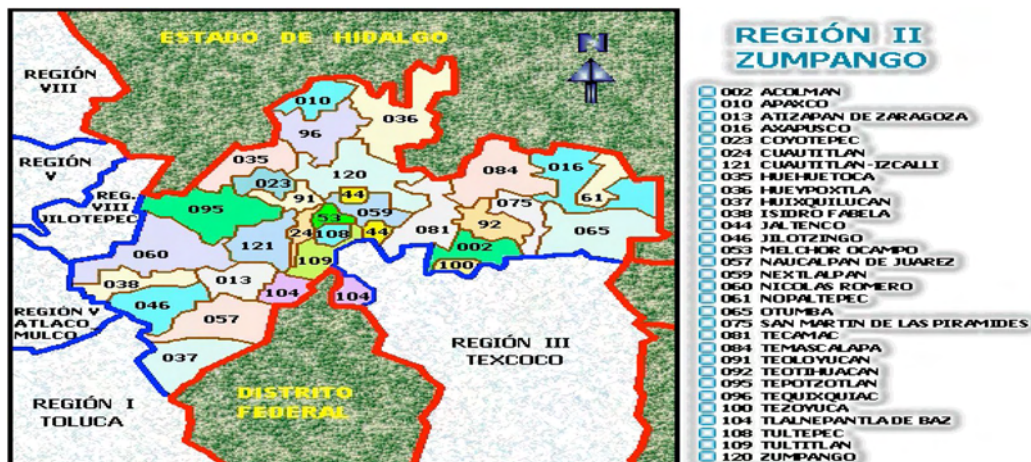 ESTADO DE HIDALGO
N
REGIÓN
VIII
010
036
96
REGIÓN
V
035
120
084
016
023
44
61
REG.
VIII
JILOTEPEC
91
075
095
53
059
24
108
44
081
92
065
060
121
002
109
100
038
013
104
104
046
REGIÓN V
ATLACO
MULCO
057
REGIÓN III
TEXCOCO
037
DISTRITO
FEDERAL
REGIÓN I
TOLUCA
REGIÓN II
ZUMPANGO
002 ACOLMAN
010 APAXCO
013 ATIZAPAN DE ZARAGOZA
016 AXAPUSCO
023 COYOTEPEC
024 CUAUTITLAN
121 CUAUTITLAN-IZCALLI
035 HUEHUETOCA
036 HUEYPOXTLA
037 HUIXQUILUCAN
038 ISIDRO FABELA
044 JALTENCO
046 JILOTZINGO
053 MELCHOR OCAMPO
057 NAUCALPAN DE JUAREZ
059 NEXTLALPAN
060 NICOLAS ROMERO
061 NOPALTEPEC
065 OTUMBA
075 SAN MARTIN DE LAS PIRAMIDES
081 TECAMAC
084 TEMASCALAPA
091 TEOLOYUCAN
092 TEOTIHUACAN
095 TEPOTZOTLAN
096 TEQUIXQUIAC
100 TEZOYUCA
104 TLALNEPANTLA DE BAZ
108 TULTEPEC
109 TULTITLAN
120 ZUMPANGO